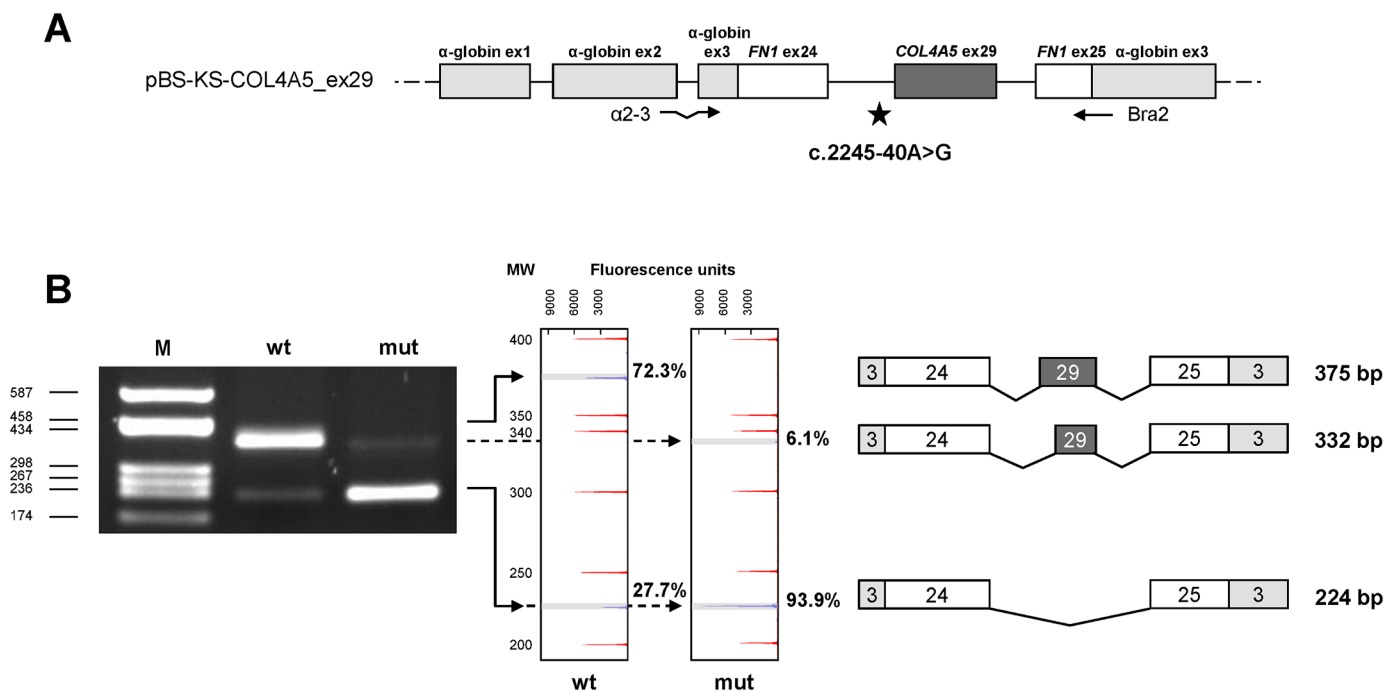 A
α-globin ex1
α-globin ex2
α-globin
ex3
FN1 ex24
COL4A5 ex29
FN1 ex25
α-globin ex3
pBS-KS-COL4A5_ex29
α2-3
Bra2
c.2245-40A>G
B
MW
Fluorescence units
9000
6000
3000
9000
6000
3000
M
wt
mut
587
458
434
298
267
236
174
400
350
340
300
250
200
72.3%
27.7%
6.1%
93.9%
wt
mut
3
24
29
25
3
375 bp
3
24
29
25
3
332 bp
3
24
25
3
224 bp